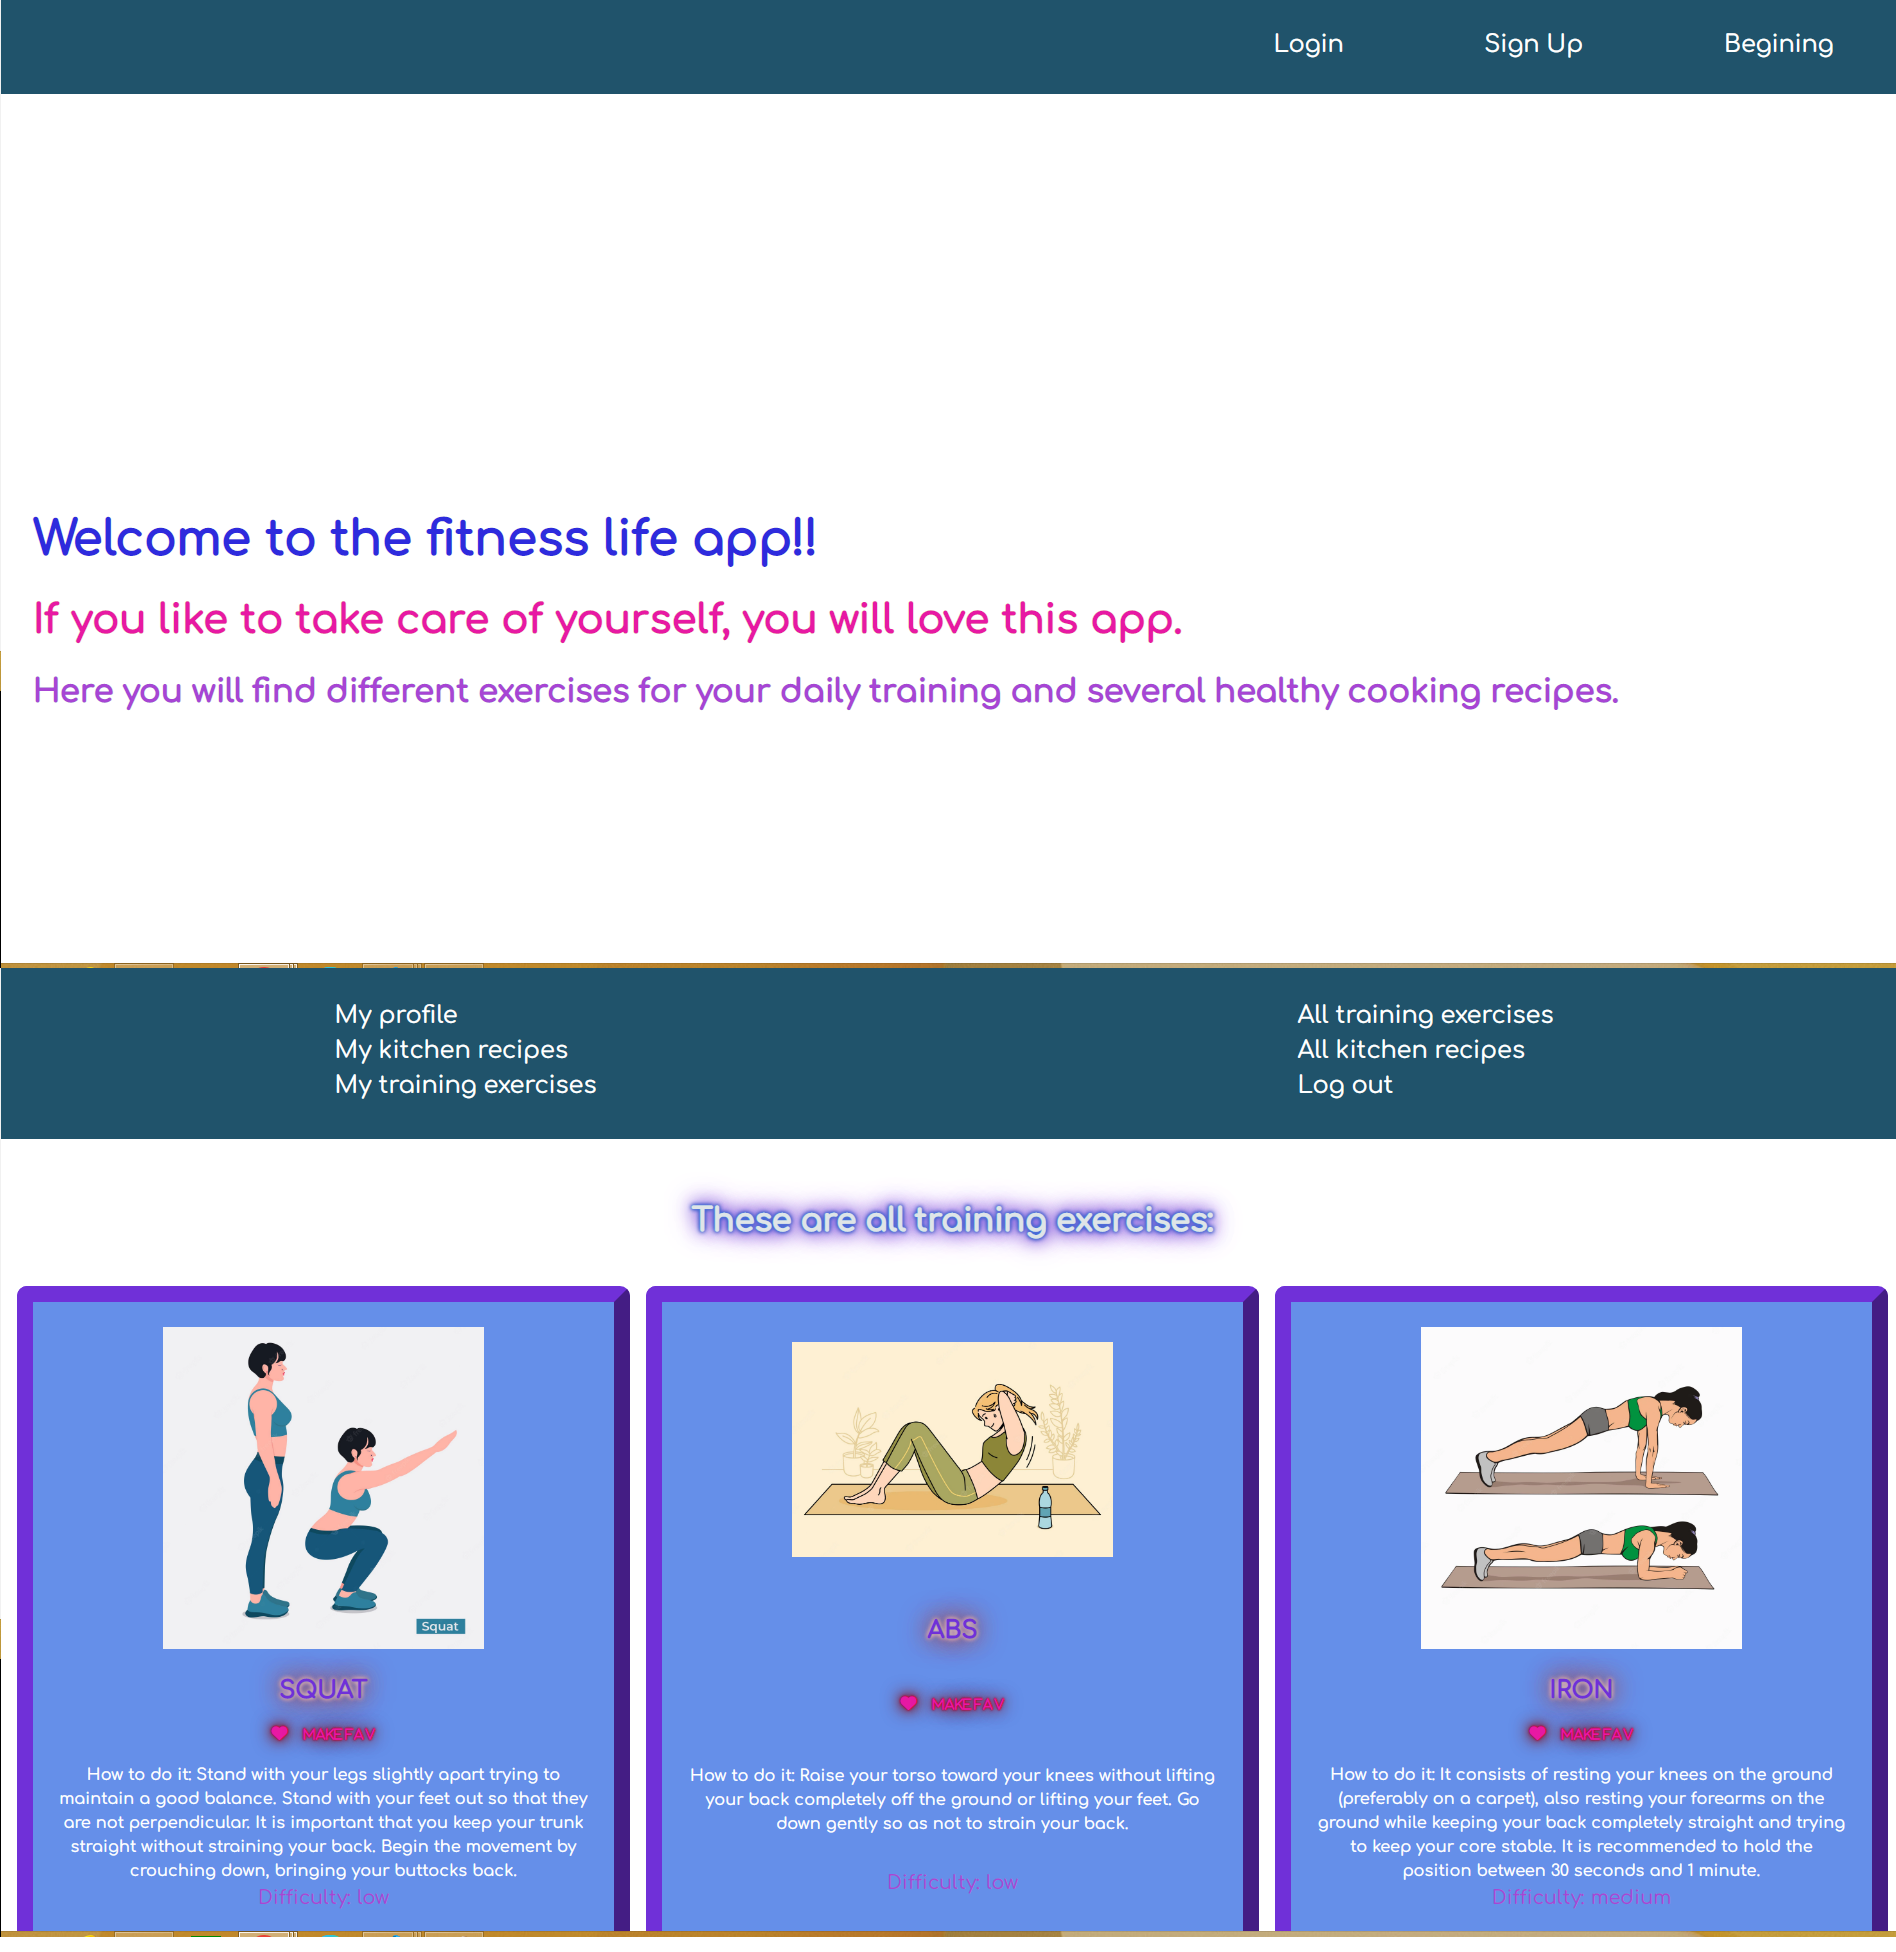 Login
Sign Up
Begining
Welcome to the fitness life app!!
If you like to take care of yourself, you will love this app.
Here you will find different exercises for your daily training and several healthy cooking recipes.
My profile
My kitchen recipes
My training exercises
All training exercises
All kitchen recipes
Log out
These are all training exercises:
Squat
SQUAT
MAKE FAV
How to do it: Stand with your legs slightly apart trying to
maintain a good balance. Stand with your feet out so that they
are not perpendicular. It is important that you keep your trunk
straight without straining your back. Begin the movement by
crouching down, bringing your buttocks back.
Difficulty: low
ABS
MAKE FAV
How to do it: Raise your torso toward your knees without lifting
your back completely off the ground or lifting your feet. Go
down gently so as not to strain your back.
Difficulty: low
IRON
MAKE FAV
How to do it: It consists of resting your knees on the ground
(preferably on a carpet), also resting your forearms on the
ground while keeping your back completely straight and trying
to keep your core stable. It is recommended to hold the
position between 30 seconds and 1 minute.
Difficulty: medium